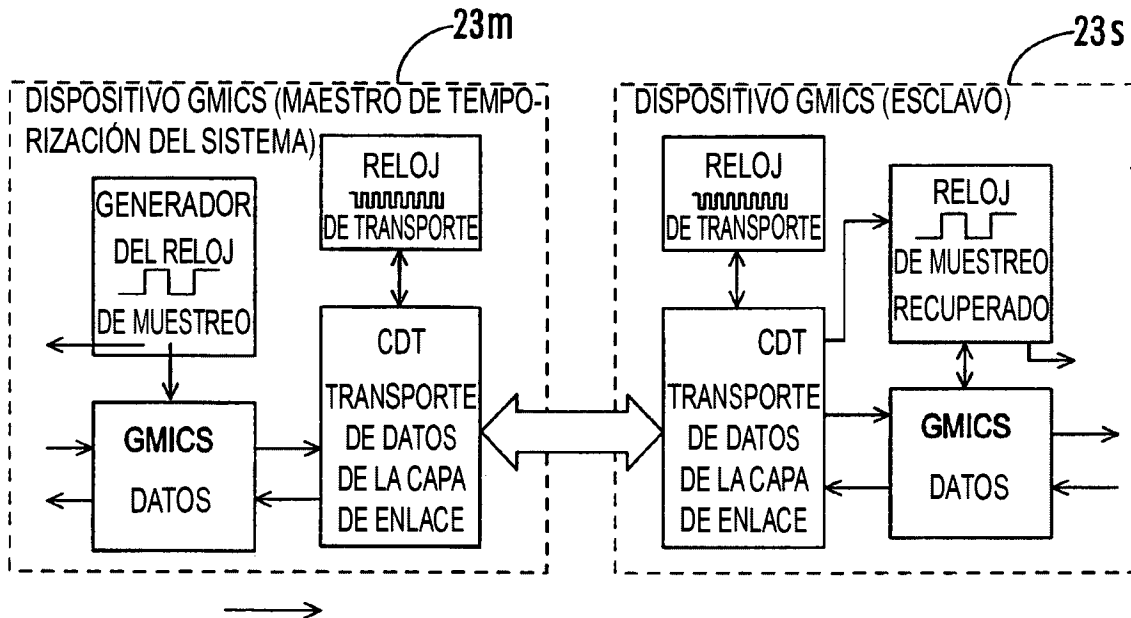 23m
23s
DISPOSITIVO GMICS (MAESTRO DE TEMPO-
RIZACIÓN DEL SISTEMA)
GENERADOR
DEL RELOJ
DE MUESTREO
RELOJ
DE TRANSPORTE
GMICS
DATOS
CDT
TRANSPORTE
DE DATOS
DE LA CAPA
DE ENLACE
DISPOSITIVO GMICS (ESCLAVO)
RELOJ
DE TRANSPORTE
RELOJ
DE MUESTREO
RECUPERADO
CDT
TRANSPORTE
DE DATOS
DE LA CAPA
DE ENLACE
GMICS
DATOS